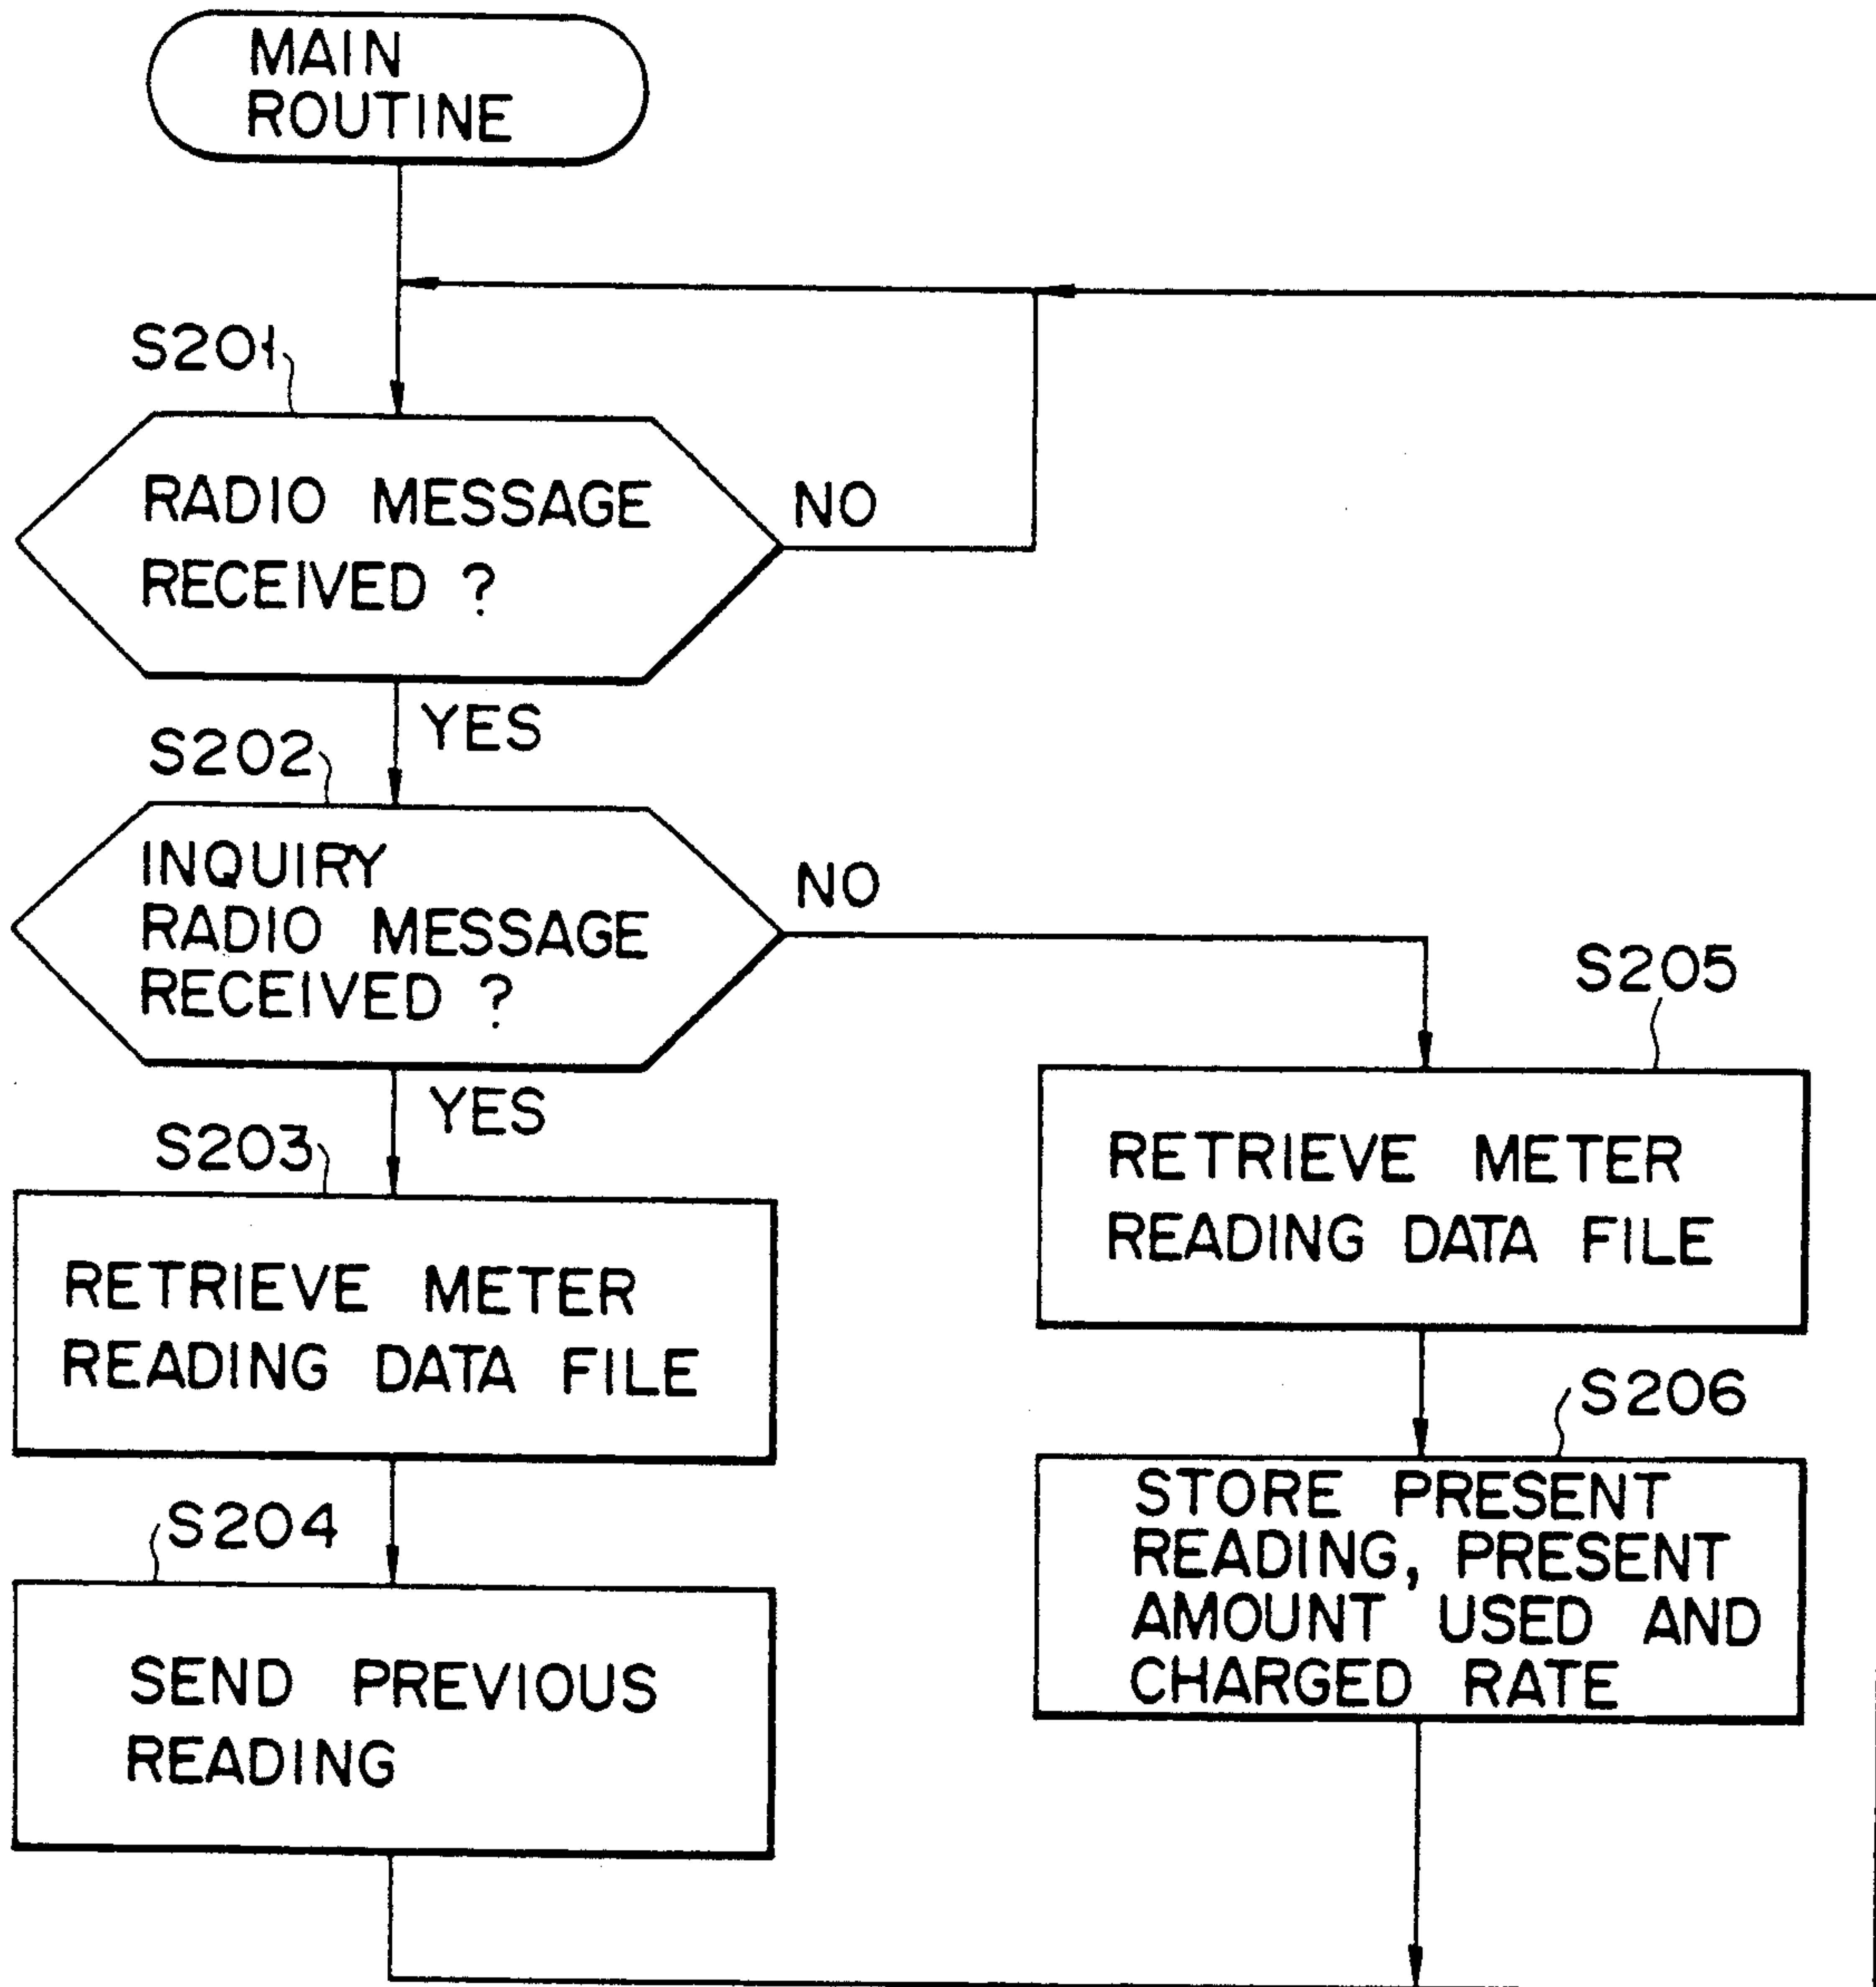 MAIN
ROUTINE
S201
RADIO MESSAGE
RECEIVED ?
NO
YES
S202
INQUIRY
RADIO MESSAGE
RECEIVED ?
NO
YES
S203
RETRIEVE METER
READING DATA FILE
S204
SEND PREVIOUS
READING
S205
RETRIEVE METER
READING DATA FILE
S206
STORE PRESENT
READING, PRESENT
AMOUNT USED AND
CHARGED RATE